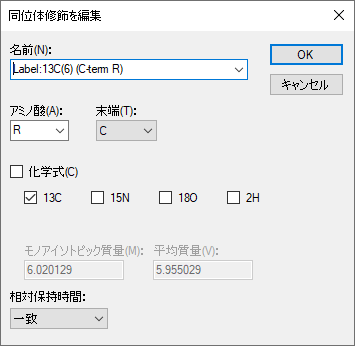 同位体修飾を編集
名前(N):
Label:13C(6) (C-term R)
OK
キャンセル
アミノ酸(A):
末端(T):
R
C
化学式(C)
13C
15N
18O
2H
モノアイソトピック質量(M):
平均質量(V):
6.020129
5.955029
相対保持時間:
一致